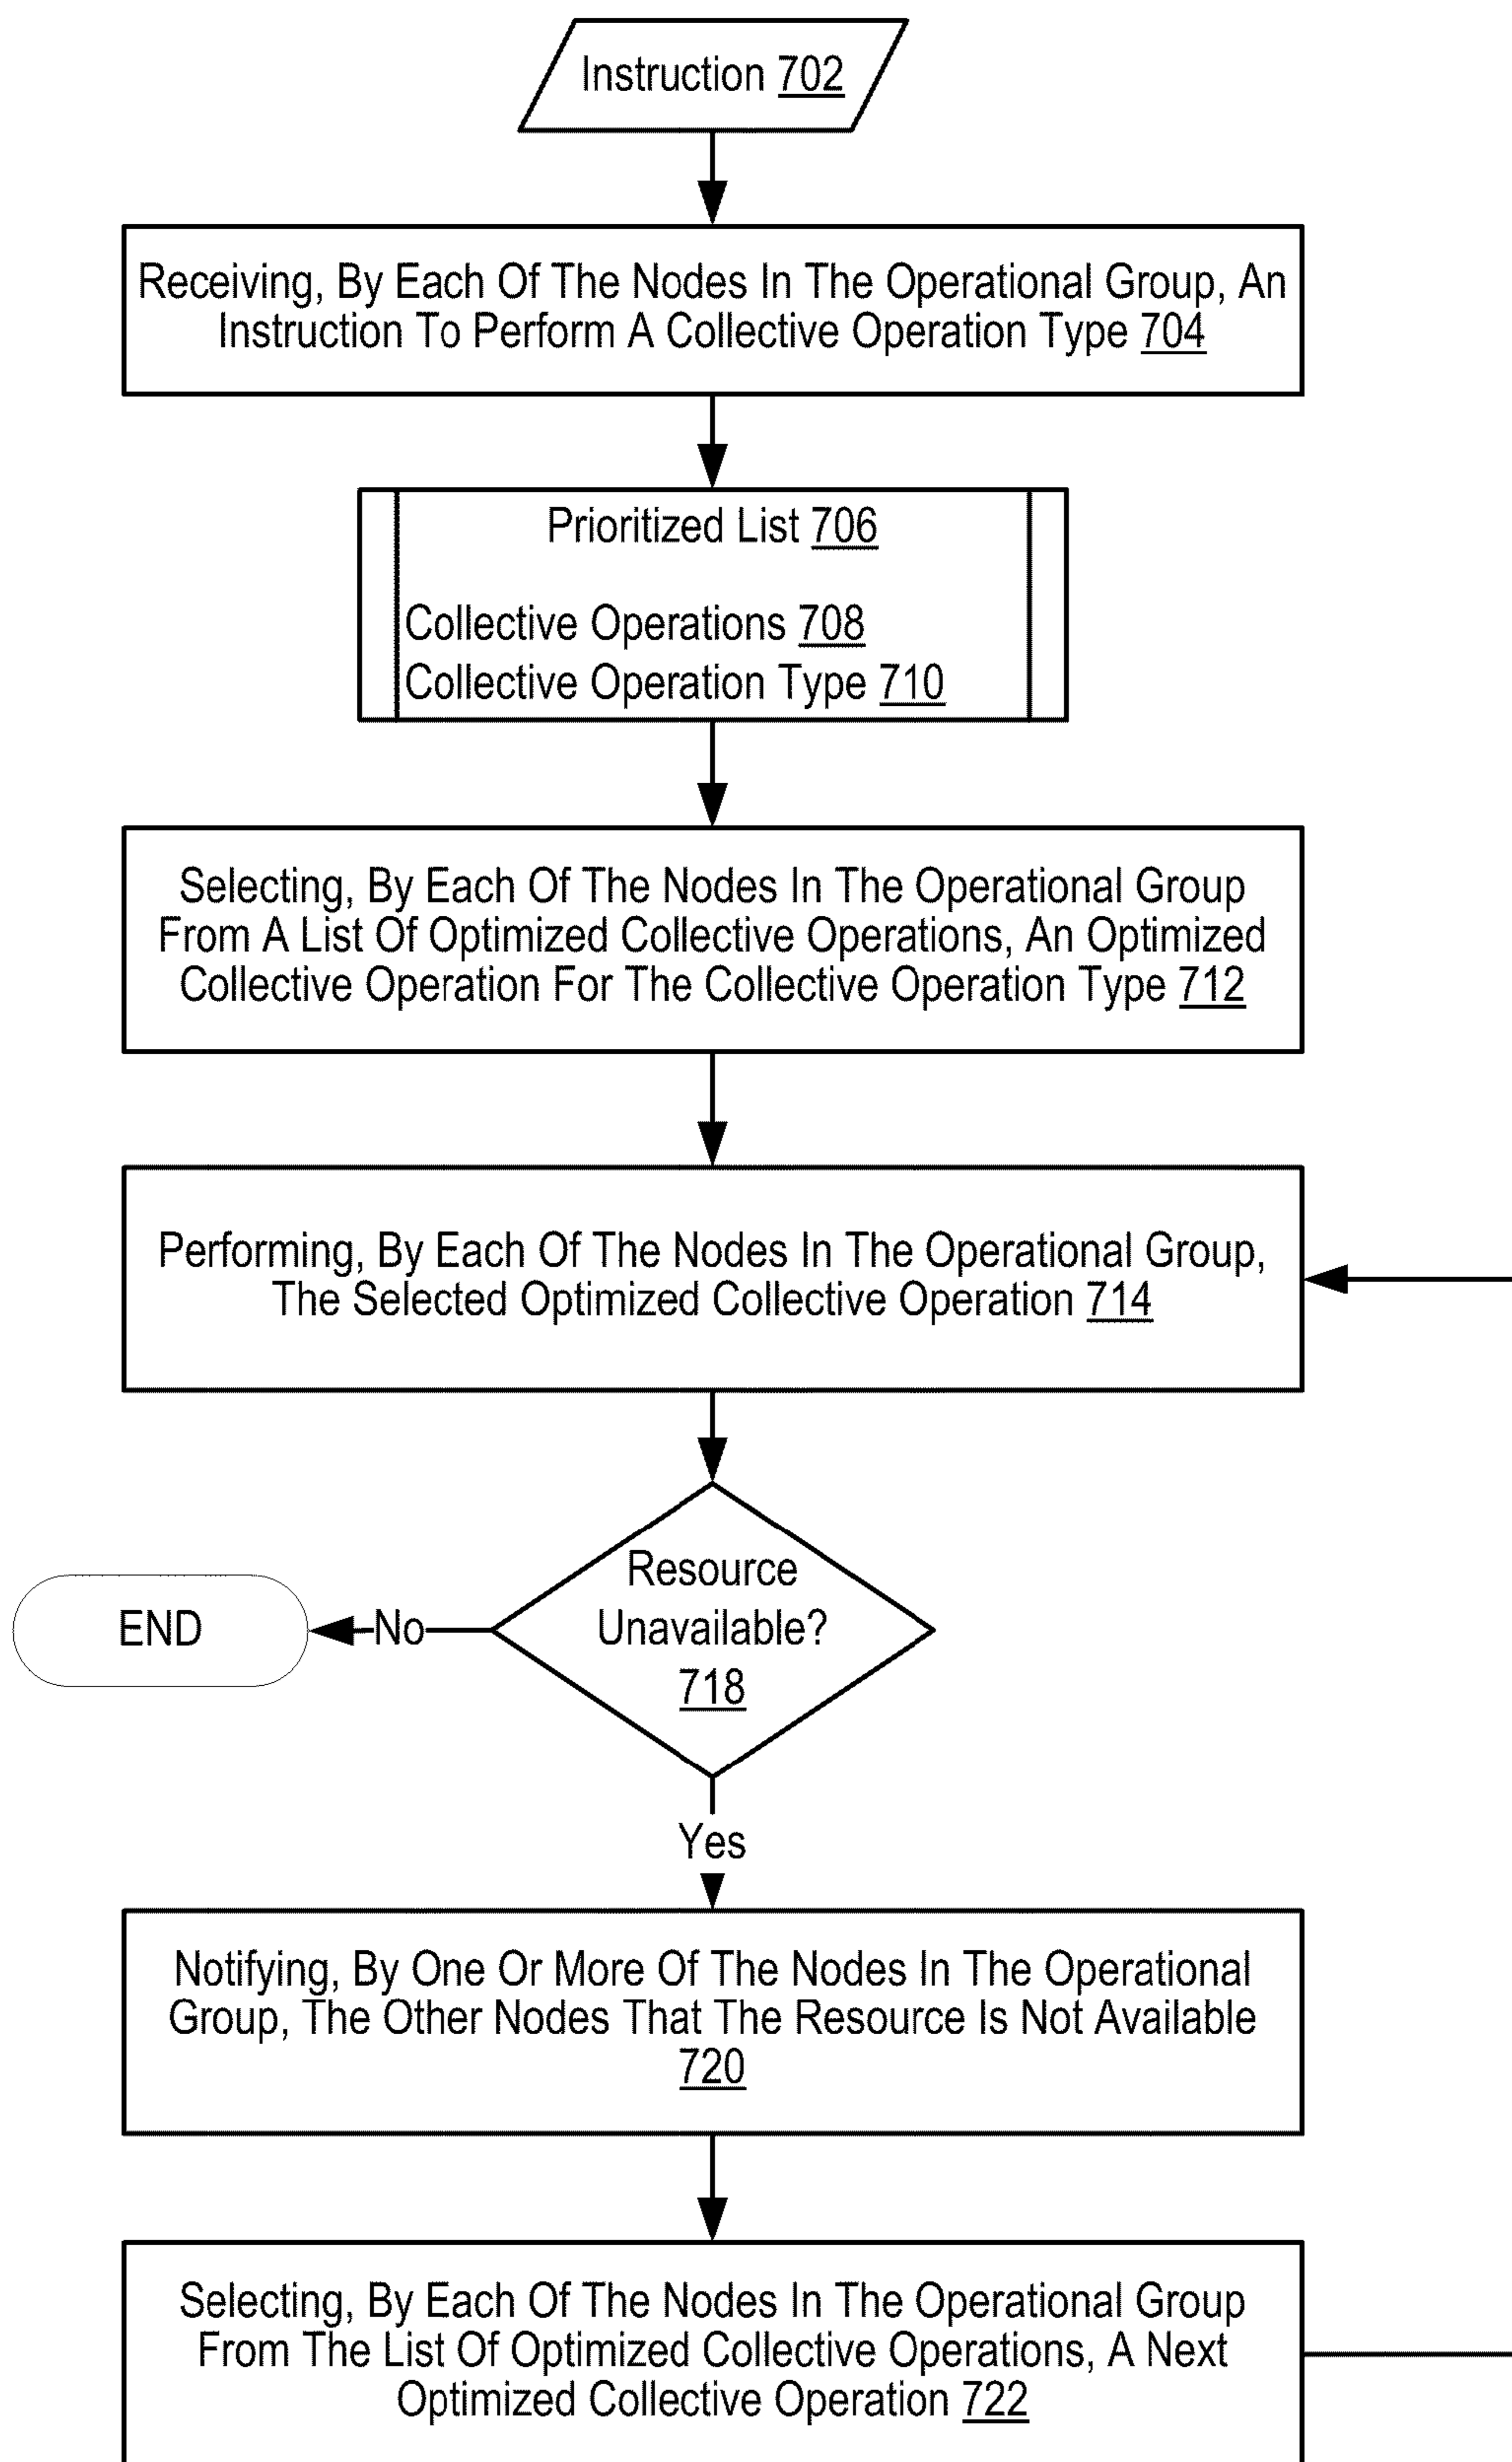 Instruction 702
Receiving, By Each Of The Nodes In The Operational Group, An
Instruction To Perform A Collective Operation Type 704
Prioritized List 706
Collective Operations 708
Collective Operation Type 710
Selecting, By Each Of The Nodes In The Operational Group
From A List Of Optimized Collective Operations, An Optimized
Collective Operation For The Collective Operation Type 712
Performing, By Each Of The Nodes In The Operational Group,
The Selected Optimized Collective Operation 714
Resource
Unavailable?
718
No
END
Yes
Notifying, By One Or More Of The Nodes In The Operational
Group, The Other Nodes That The Resource Is Not Available
720
Selecting, By Each Of The Nodes In The Operational Group
From The List Of Optimized Collective Operations, A Next
Optimized Collective Operation 722